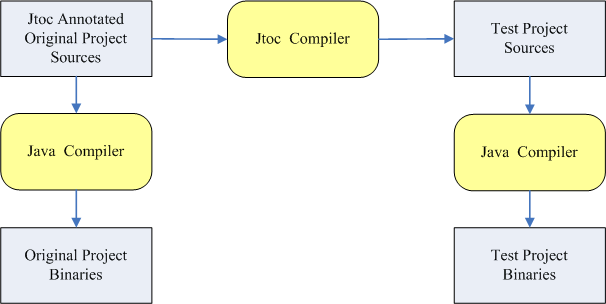 Jtoc Annotated
Original Project
Sources
Jtoc Compiler
Test Project
Sources
Java Compiler
Java Compiler
Original Project
Binaries
Test Project
Binaries